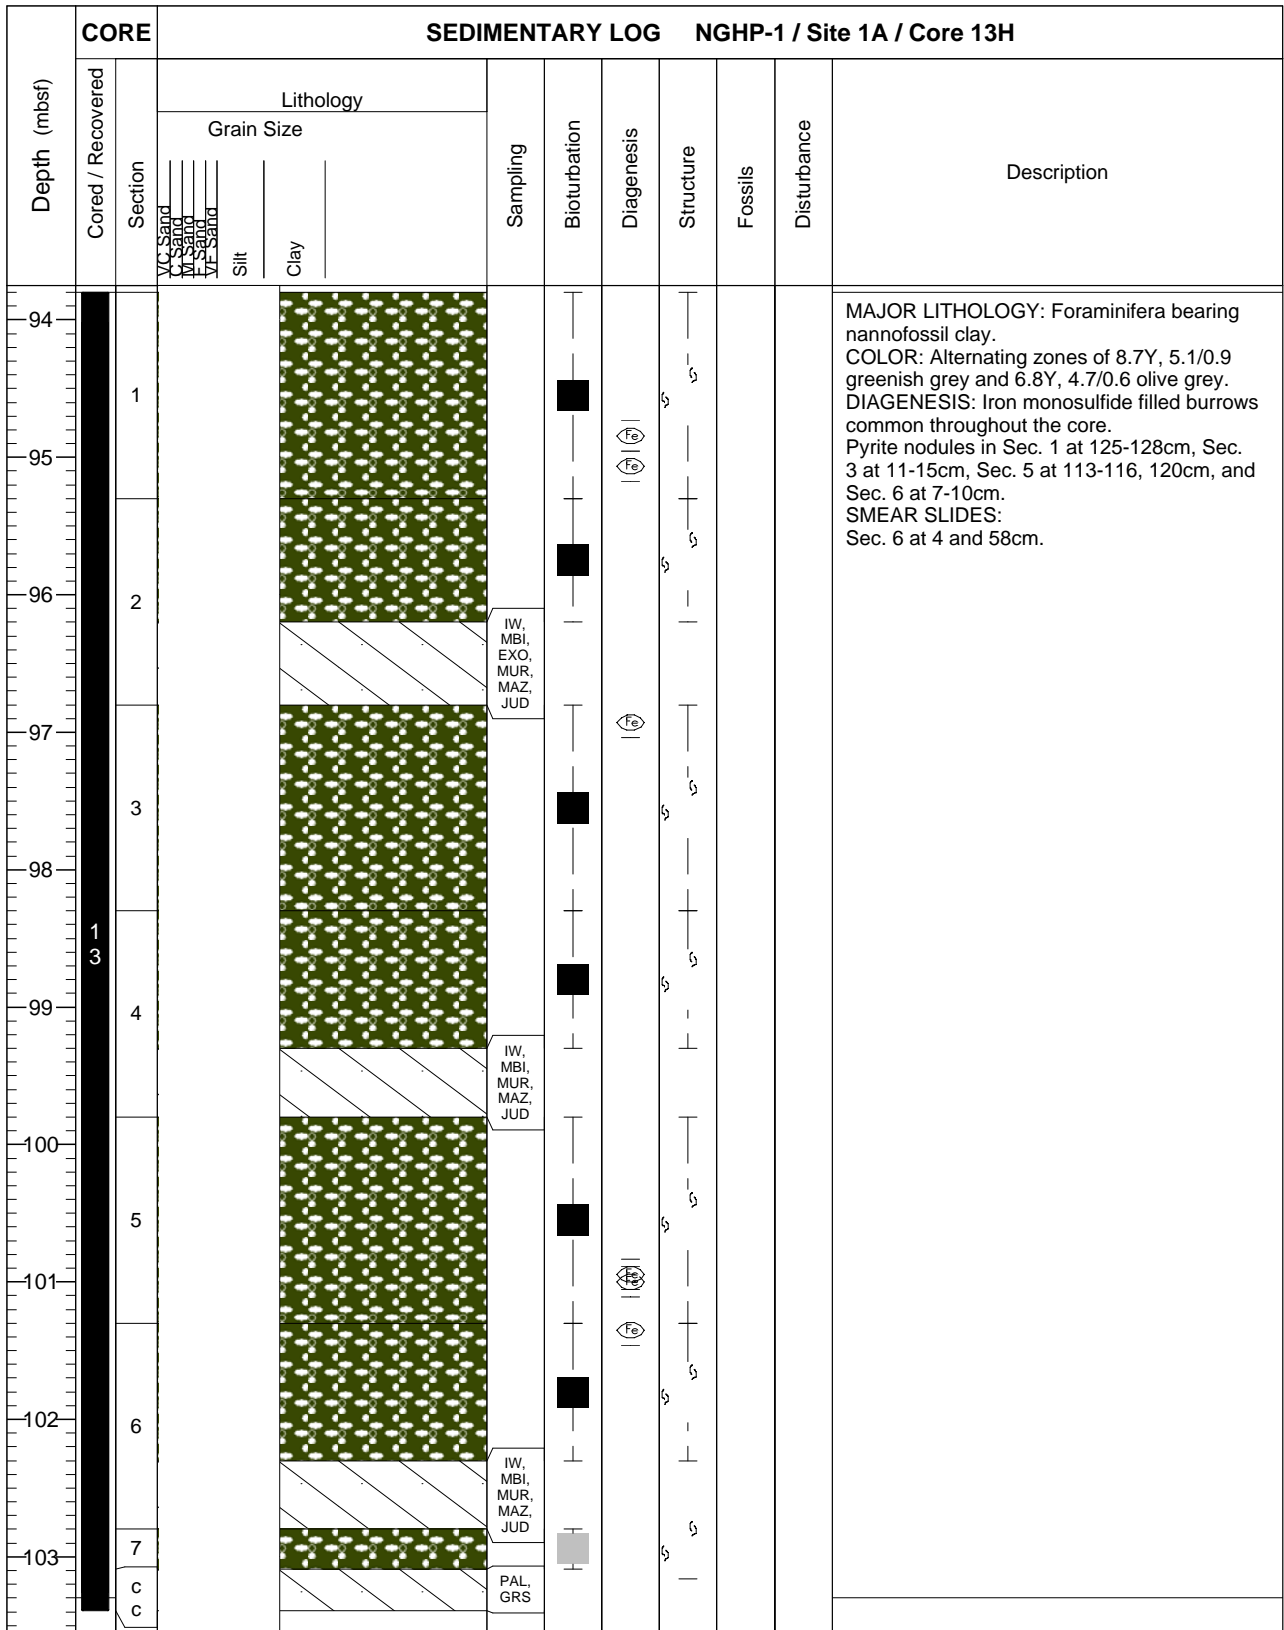 CORE
SEDIMENTARY LOG NGHP-1 / Site 1A / Core 13H
Depth (mbsf)
Cored / Recovered
Section
Lithology
Grain Size
VC Sand
C Sand
M Sand
F Sand
VF Sand
Silt
Clay
Sampling
Bioturbation
Diagenesis
Structure
Fossils
Disturbance
Description
MAJOR LITHOLOGY: Foraminifera bearing
nannofossil clay.
COLOR: Alternating zones of 8.7Y, 5.1/0.9
greenish grey and 6.8Y, 4.7/0.6 olive grey.
DIAGENESIS: Iron monosulfide filled burrows
common throughout the core.
Pyrite nodules in Sec. 1 at 125-128cm, Sec.
3 at 11-15cm, Sec. 5 at 113-116, 120cm, and
Sec. 6 at 7-10cm.
SMEAR SLIDES:
Sec. 6 at 4 and 58cm.
94
1
Fe
95
Fe
96
2
IW,
MBI,
EXO,
MUR,
MAZ,
JUD
97
Fe
3
98
1
3
99
4
IW,
MBI,
MUR,
MAZ,
JUD
100
5
101
Fe
Fe
Fe
102
6
IW,
MBI,
MUR,
MAZ,
JUD
103
7
c
c
PAL,
GRS